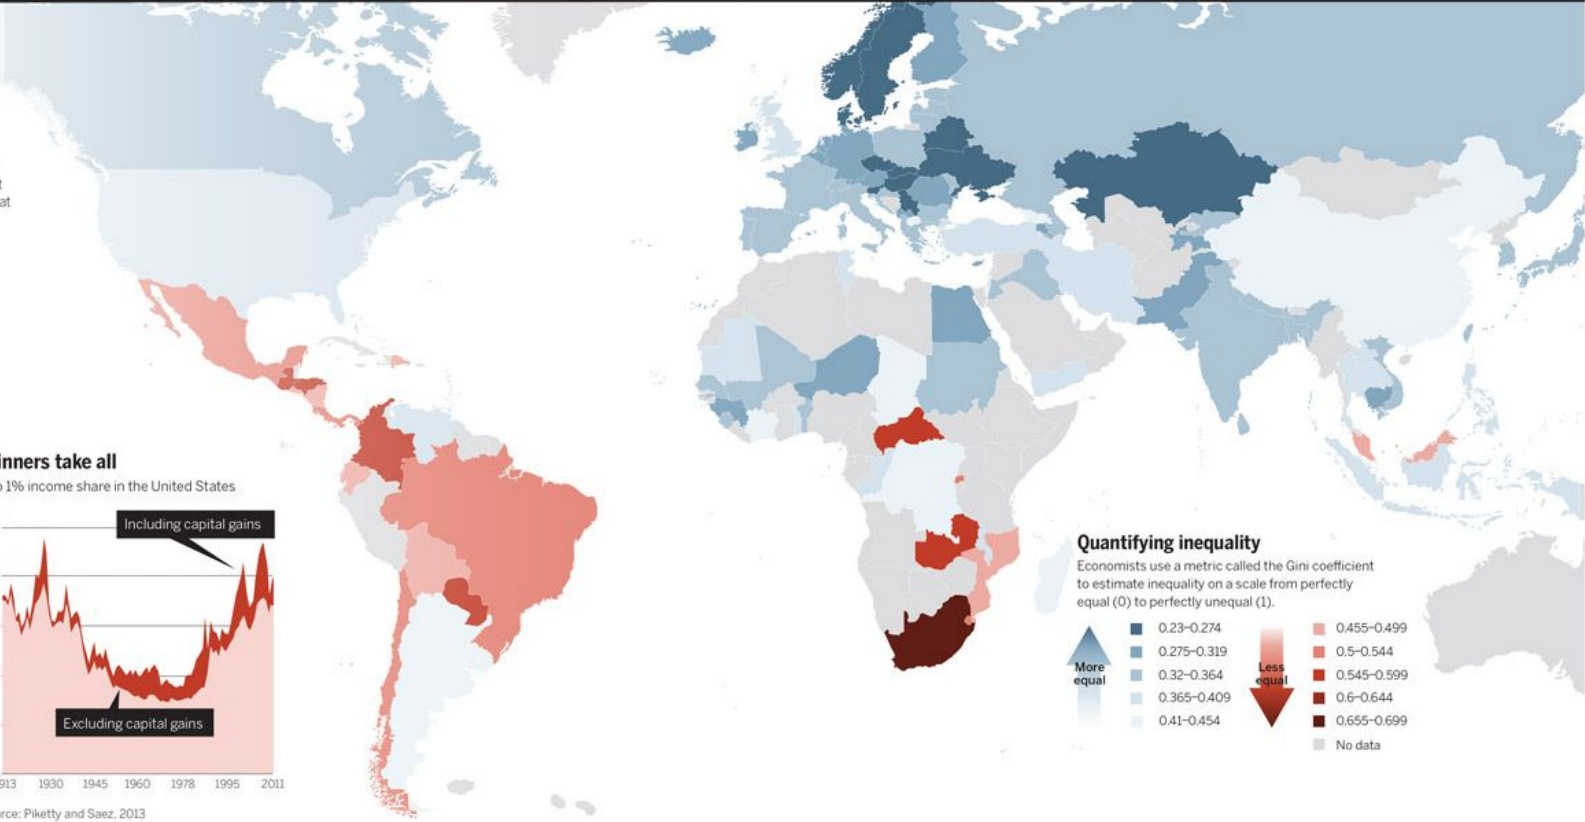 t
at
inners take all
1% income share in the United States
Including capital gains
Excluding capital gains
913 1930 1945 1960 1978 1995 2011
rce: Piketty and Saez, 2013
Quantifying inequality
Economists use a metric called the Gini coefficient
to estimate inequality on a scale from perfectly
equal (0) to perfectly unequal (1).
More
equal
0.23–0.274
0.275–0.319
0.32–0.364
0.365–0.409
0.41–0.454
Less
equal
0.455–0.499
0.5–0.544
0.545–0.599
0.6–0.644
0.655–0.699
No data